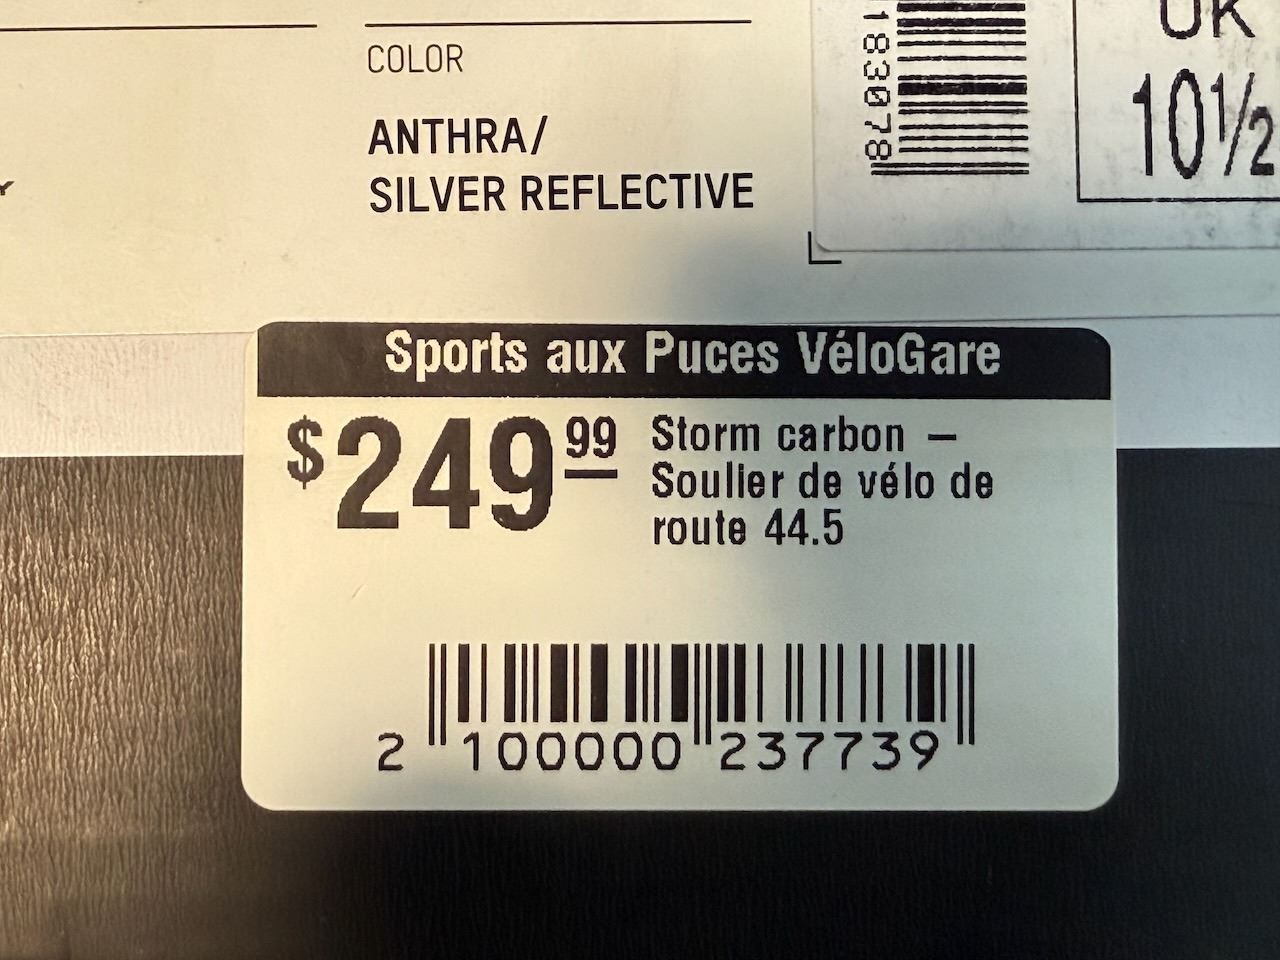 COLOR
ANTHRA/
SILVER REFLECTIVE
183078
UK
10½
Sports aux Puces VéloGare
$249.99
Storm carbon –
Soulier de vélo de
route 44.5
2 100000 237739